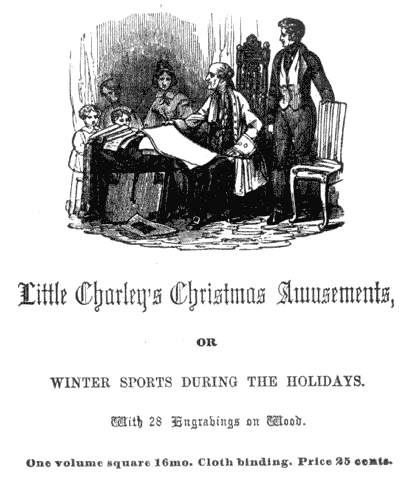 Little Charley's Christmas Amusements,
OR
WINTER SPORTS DURING THE HOLIDAYS.
With 28 Engravings on Wood.
One volume square 16mo. Cloth binding. Price 25 cents.